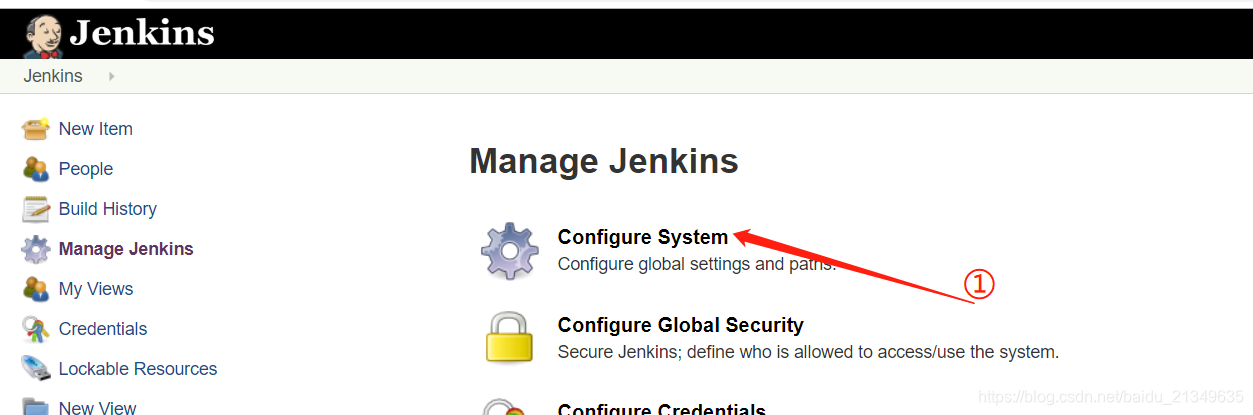 Jenkins
Jenkins
New Item
People
Build History
Manage Jenkins
My Views
Credentials
Lockable Resources
New View
Manage Jenkins
Configure System
Configure global settings and paths.
①
Configure Global Security
Secure Jenkins; define who is allowed to access/use the system.
Configure Credentials
https://blog.csdn.net/baidu_21349635